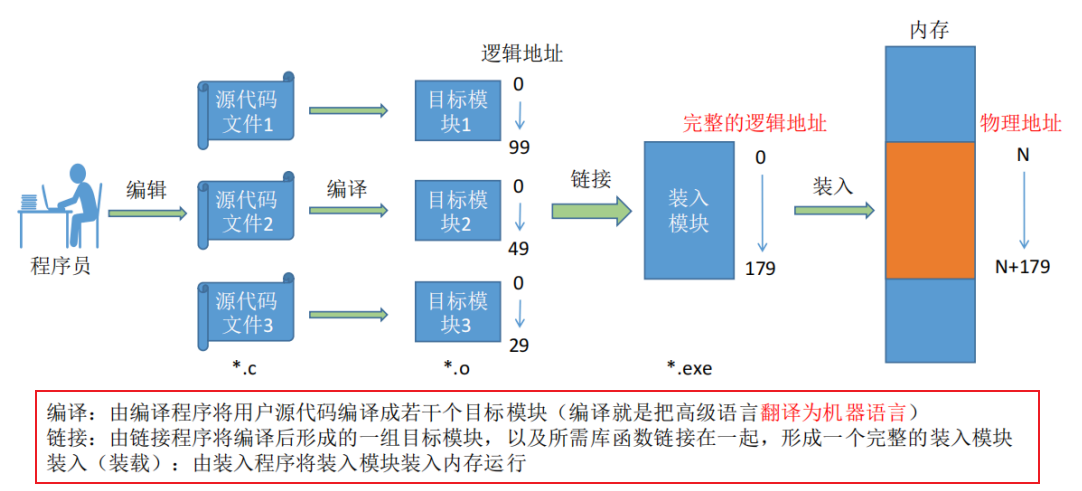 内存
逻辑地址
源代码
文件1
目标模
块1
0
99
完整的逻辑地址
物理地址
程序员
编辑
源代码
文件2
编译
目标模
块2
0
49
链接
装入
模块
0
179
装入
N
N+179
源代码
文件3
目标模
块3
0
29
*.c
*.o
*.exe
编译：由编译程序将用户源代码编译成若干个目标模块（编译就是把高级语言翻译为机器语言）
链接：由链接程序将编译后形成的一组目标模块，以及所需库函数链接在一起，形成一个完整的装入模块
装入（装载）：由装入程序将装入模块装入内存运行